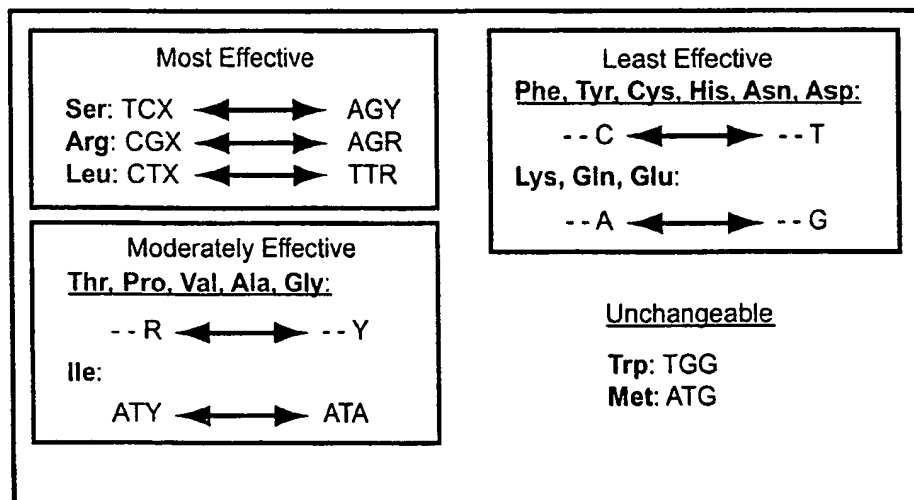 Most Effective
Ser: TCX ↔ AGY
Arg: CGX ↔ AGR
Leu: CTX ↔ TTR
Moderately Effective
Thr, Pro, Val, Ala, Gly:
- - R ↔ - - Y
Ile:
ATY ↔ ATA
Least Effective
Phe, Tyr, Cys, His, Asn, Asp:
- - C ↔ - - T
Lys, Gln, Glu:
- - A ↔ - - G
Unchangeable
Trp: TGG
Met: ATG